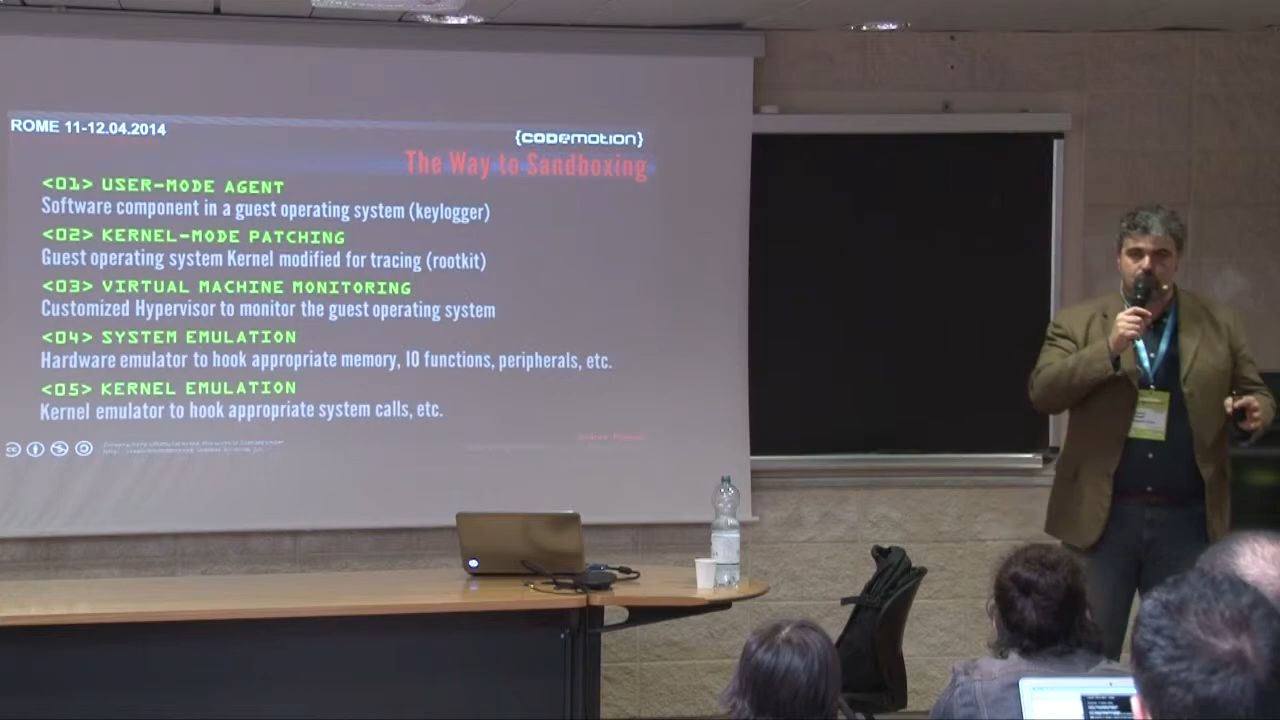 ROME 11-12.04.2014
{CODEMOTION}
The Way to Sandboxing
<01> USER-MODE AGENT
Software component in a guest operating system (keylogger)
<02> KERNEL-MODE PATCHING
Guest operating system Kernel modified for tracing (rootkit)
<03> VIRTUAL MACHINE MONITORING
Customized Hypervisor to monitor the guest operating system
<04> SYSTEM EMULATION
Hardware emulator to hook appropriate memory, IO functions, peripherals, etc.
<05> KERNEL EMULATION
Kernel emulator to hook appropriate system calls, etc.
cc